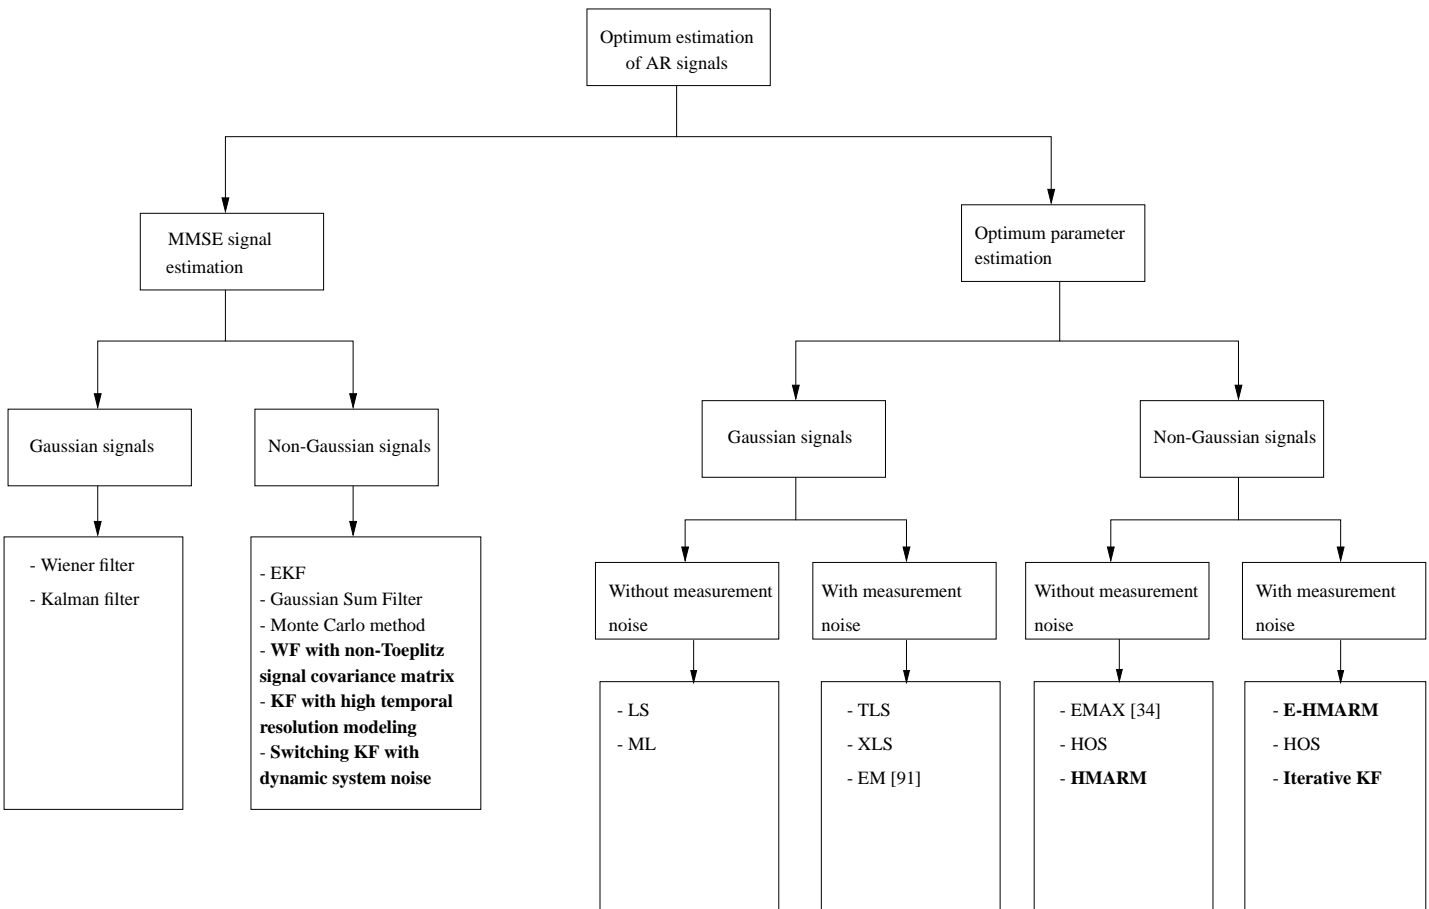 Optimum estimation
of AR signals
MMSE signal
estimation
Optimum parameter
estimation
Gaussian signals
Non-Gaussian signals
Gaussian signals
Non-Gaussian signals
- Wiener filter
- Kalman filter
- EKF
- Gaussian Sum Filter
- Monte Carlo method
- WF with non-Toeplitz
signal covariance matrix
- KF with high temporal
resolution modeling
- Switching KF with
dynamic system noise
Without measurement
noise
With measurement
noise
Without measurement
noise
With measurement
noise
- LS
- ML
- TLS
- XLS
- EM [91]
- EMAX [34]
- HOS
- HMARM
- E-HMARM
- HOS
- Iterative KF